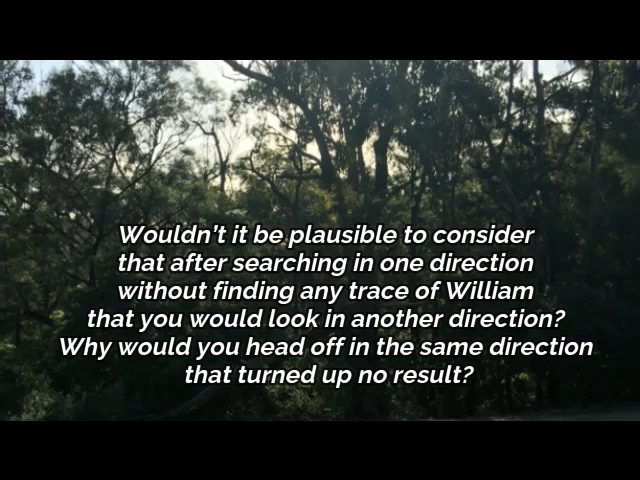 Wouldn't it be plausible to consider
that after searching in one direction
without finding any trace of William
that you would look in another direction?
Why would you head off in the same direction
that turned up no result?